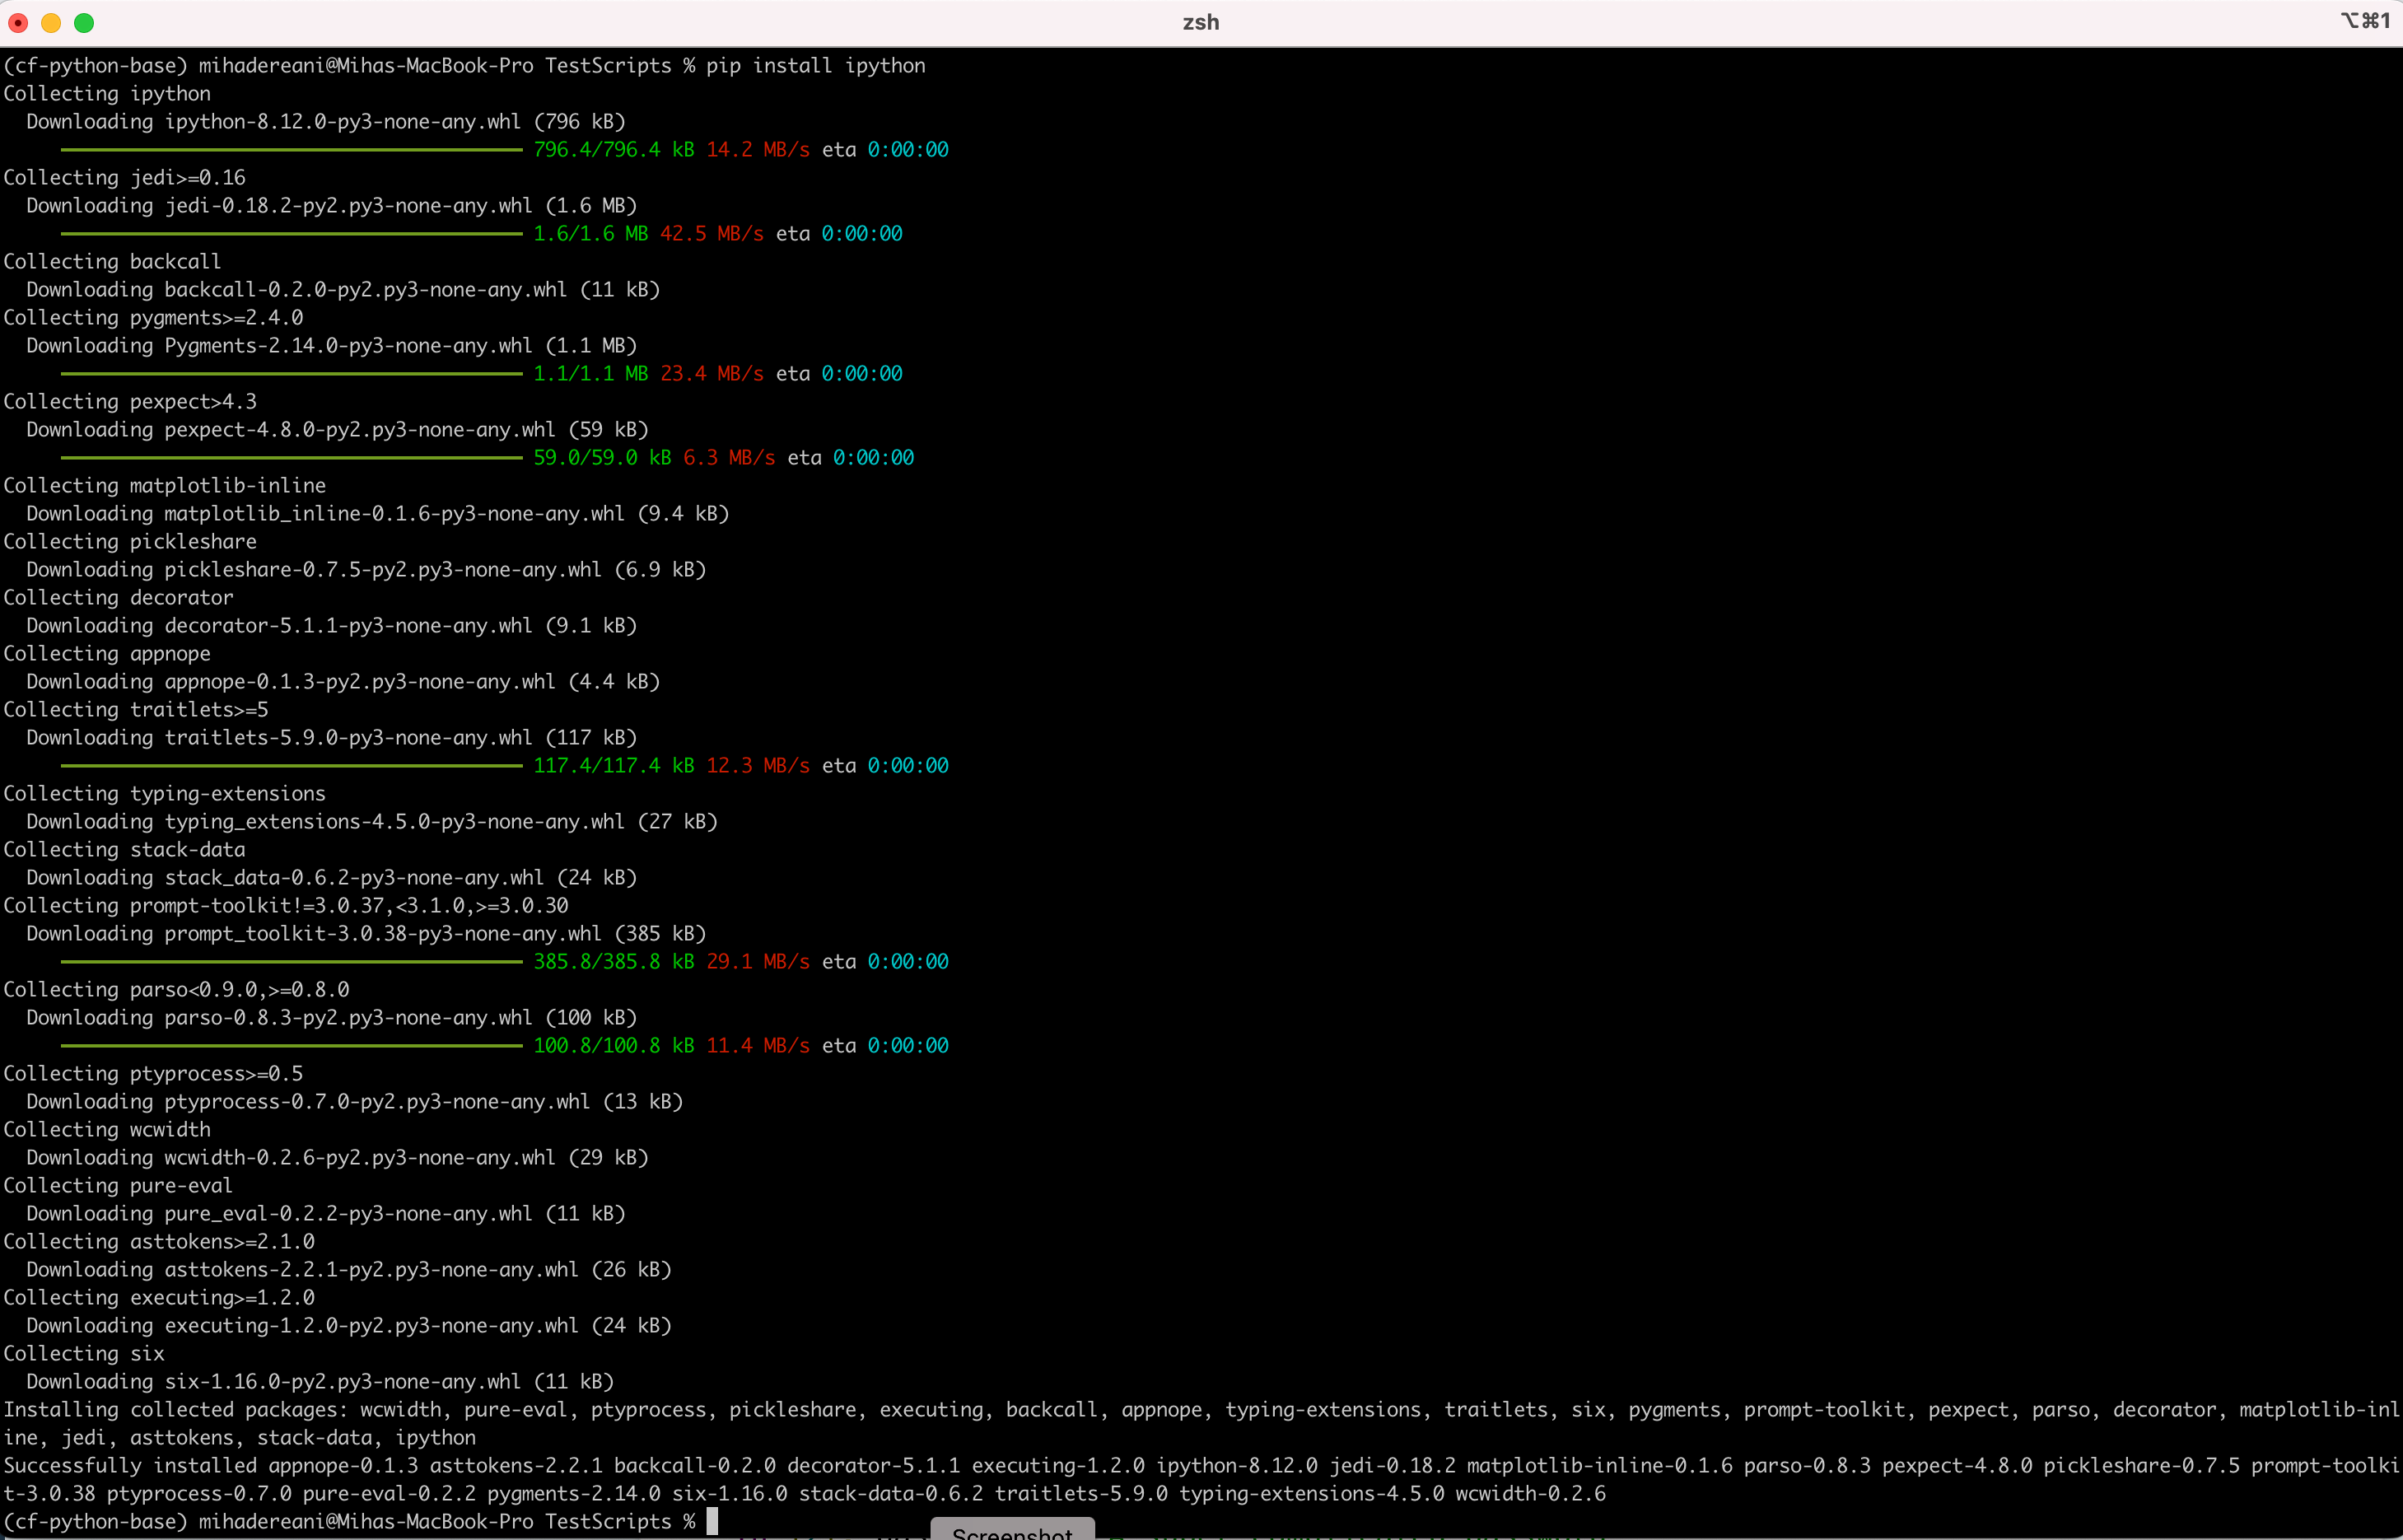 zsh
⌥⌘1
(cf-python-base) mihadereani@Mihas-MacBook-Pro TestScripts % pip install ipython
Collecting ipython
  Downloading ipython-8.12.0-py3-none-any.whl (796 kB)
796.4/796.4 kB 14.2 MB/s eta 0:00:00
Collecting jedi>=0.16
  Downloading jedi-0.18.2-py2.py3-none-any.whl (1.6 MB)
1.6/1.6 MB 42.5 MB/s eta 0:00:00
Collecting backcall
  Downloading backcall-0.2.0-py2.py3-none-any.whl (11 kB)
Collecting pygments>=2.4.0
  Downloading Pygments-2.14.0-py3-none-any.whl (1.1 MB)
1.1/1.1 MB 23.4 MB/s eta 0:00:00
Collecting pexpect>4.3
  Downloading pexpect-4.8.0-py2.py3-none-any.whl (59 kB)
59.0/59.0 kB 6.3 MB/s eta 0:00:00
Collecting matplotlib-inline
  Downloading matplotlib_inline-0.1.6-py3-none-any.whl (9.4 kB)
Collecting pickleshare
  Downloading pickleshare-0.7.5-py2.py3-none-any.whl (6.9 kB)
Collecting decorator
  Downloading decorator-5.1.1-py3-none-any.whl (9.1 kB)
Collecting appnope
  Downloading appnope-0.1.3-py2.py3-none-any.whl (4.4 kB)
Collecting traitlets>=5
  Downloading traitlets-5.9.0-py3-none-any.whl (117 kB)
117.4/117.4 kB 12.3 MB/s eta 0:00:00
Collecting typing-extensions
  Downloading typing_extensions-4.5.0-py3-none-any.whl (27 kB)
Collecting stack-data
  Downloading stack_data-0.6.2-py3-none-any.whl (24 kB)
Collecting prompt-toolkit!=3.0.37,<3.1.0,>=3.0.30
  Downloading prompt_toolkit-3.0.38-py3-none-any.whl (385 kB)
385.8/385.8 kB 29.1 MB/s eta 0:00:00
Collecting parso<0.9.0,>=0.8.0
  Downloading parso-0.8.3-py2.py3-none-any.whl (100 kB)
100.8/100.8 kB 11.4 MB/s eta 0:00:00
Collecting ptyprocess>=0.5
  Downloading ptyprocess-0.7.0-py2.py3-none-any.whl (13 kB)
Collecting wcwidth
  Downloading wcwidth-0.2.6-py2.py3-none-any.whl (29 kB)
Collecting pure-eval
  Downloading pure_eval-0.2.2-py3-none-any.whl (11 kB)
Collecting asttokens>=2.1.0
  Downloading asttokens-2.2.1-py2.py3-none-any.whl (26 kB)
Collecting executing>=1.2.0
  Downloading executing-1.2.0-py2.py3-none-any.whl (24 kB)
Collecting six
  Downloading six-1.16.0-py2.py3-none-any.whl (11 kB)
Installing collected packages: wcwidth, pure-eval, ptyprocess, pickleshare, executing, backcall, appnope, typing-extensions, traitlets, six, pygments, prompt-toolkit, pexpect, parso, decorator, matplotlib-inl
ine, jedi, asttokens, stack-data, ipython
Successfully installed appnope-0.1.3 asttokens-2.2.1 backcall-0.2.0 decorator-5.1.1 executing-1.2.0 ipython-8.12.0 jedi-0.18.2 matplotlib-inline-0.1.6 parso-0.8.3 pexpect-4.8.0 pickleshare-0.7.5 prompt-toolki
t-3.0.38 ptyprocess-0.7.0 pure-eval-0.2.2 pygments-2.14.0 six-1.16.0 stack-data-0.6.2 traitlets-5.9.0 typing-extensions-4.5.0 wcwidth-0.2.6
(cf-python-base) mihadereani@Mihas-MacBook-Pro TestScripts %
Screenshot